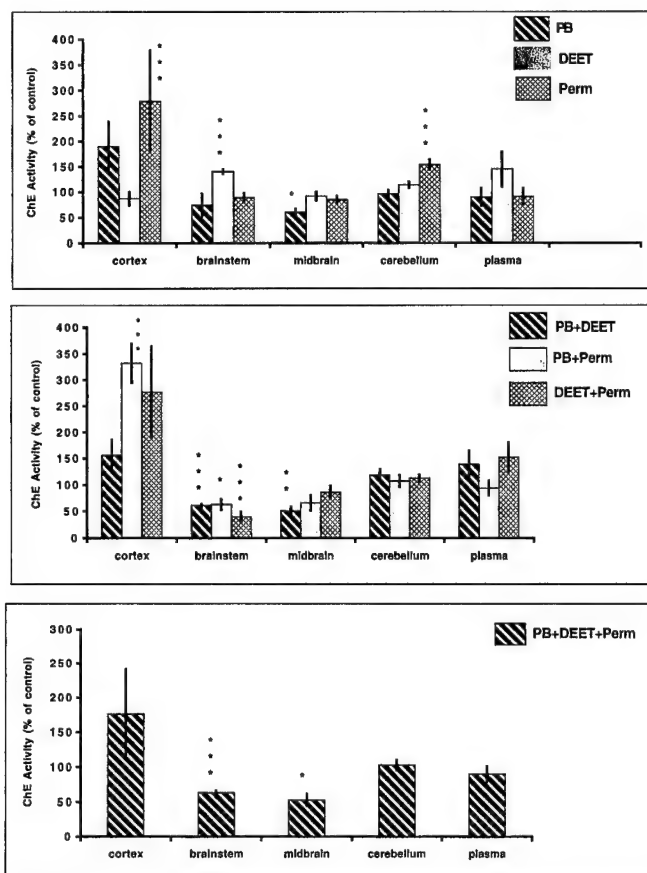 PB
DEET
Perm
ChE Activity (% of control)
400
350
300
250
200
150
100
50
0
* * *
* * *
*
* * *
cortex brainstem midbrain cerebellum plasma
PB+DEET
PB+Perm
DEET+Perm
ChE Activity (% of control)
400
350
300
250
200
150
100
50
0
* * *
* * *
*
* * *
* *
cortex brainstem midbrain cerebellum plasma
PB+DEET+Perm
ChE Activity (% of control)
300
250
200
150
100
50
0
* * *
*
cortex brainstem midbrain cerebellum plasma